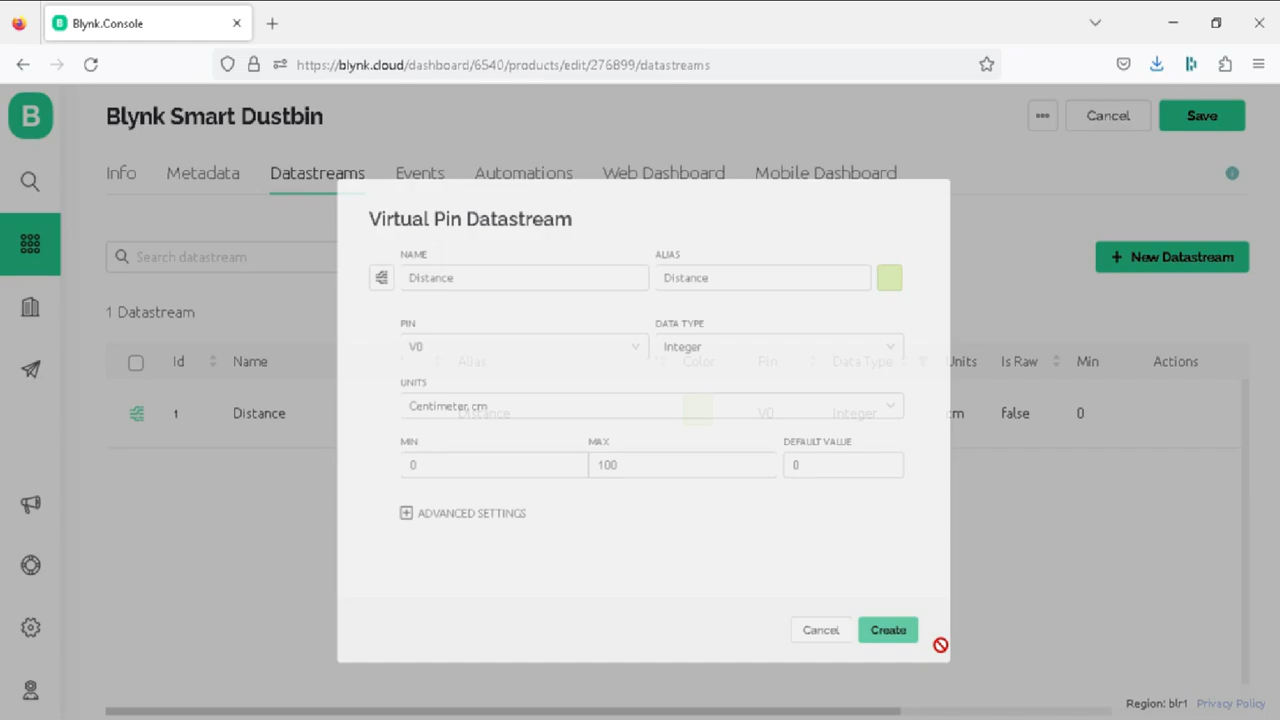 Blynk.Console
https://blynk.cloud/dashboard/6540/products/edit/276899/datastreams
B
Blynk Smart Dustbin
Cancel
Save
Info Metadata Datastreams Events Automations Web Dashboard Mobile Dashboard
Search datastream
New Datastream
1 Datastream
Id Name Alias Color Pin Data Type Units Is Raw Min Actions
1 Distance Distance V0 Integer cm false 0
Virtual Pin Datastream
NAME ALIAS
Distance Distance
PIN DATA TYPE
V0 Integer
UNITS
Centimeter, cm
MIN MAX DEFAULT VALUE
0 100 0
ADVANCED SETTINGS
Cancel Create
Region: blr1 Privacy Policy